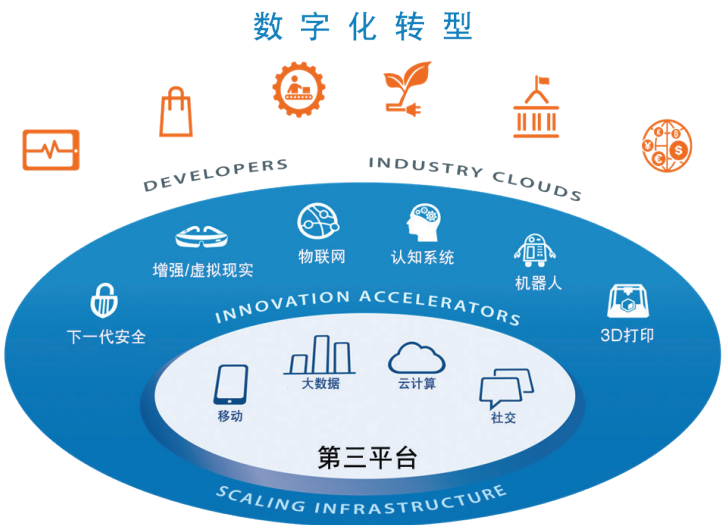 数字化转型
DEVELOPERS
INDUSTRY CLOUDS
增强/虚拟现实
物联网
认知系统
机器人
下一代安全
3D打印
INNOVATION ACCELERATORS
移动
大数据
云计算
社交
第三平台
SCALING INFRASTRUCTURE